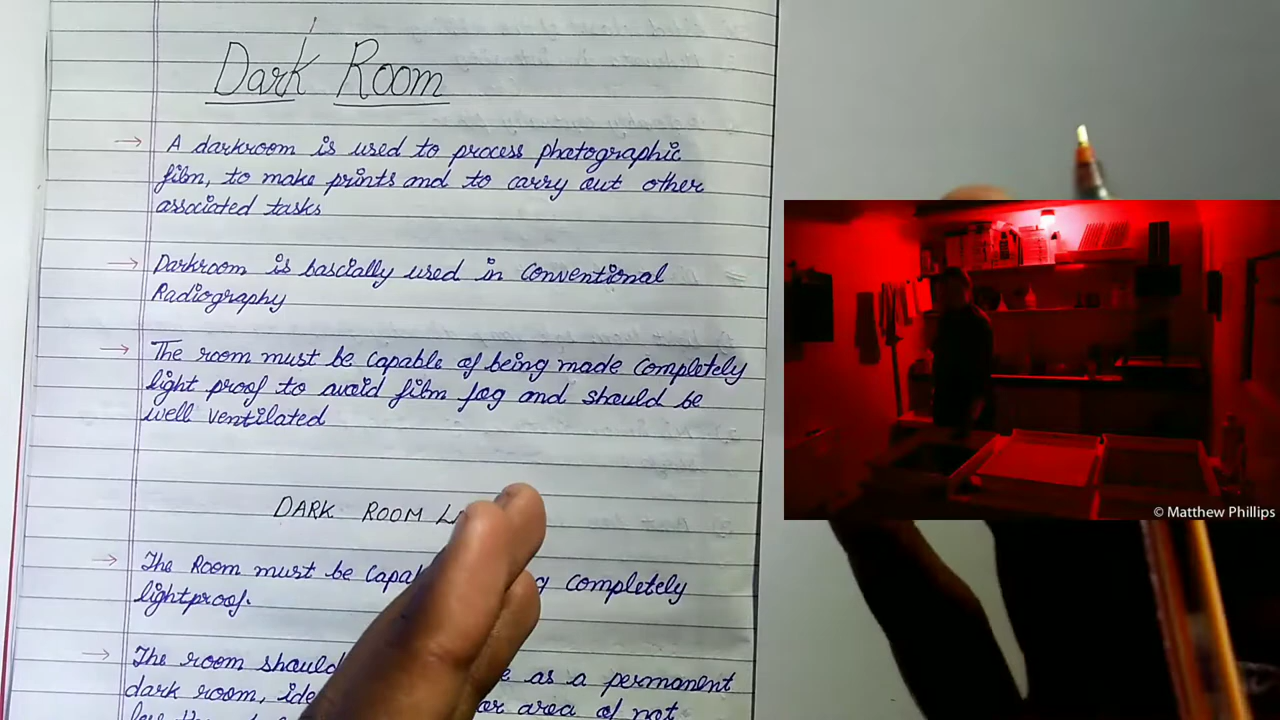 Dark Room
→ A darkroom is used to process photographic
film, to make prints and to carry out other
associated tasks
→ Darkroom is bascially used in conventional
Radiography
→ The room must be capable of being made completely
light proof to avoid film fog and should be
well ventilated
DARK ROOM
→ The Room must be completely
lightproof.
→ The room should as a permanent
dark room, area of not
© Matthew Phillips